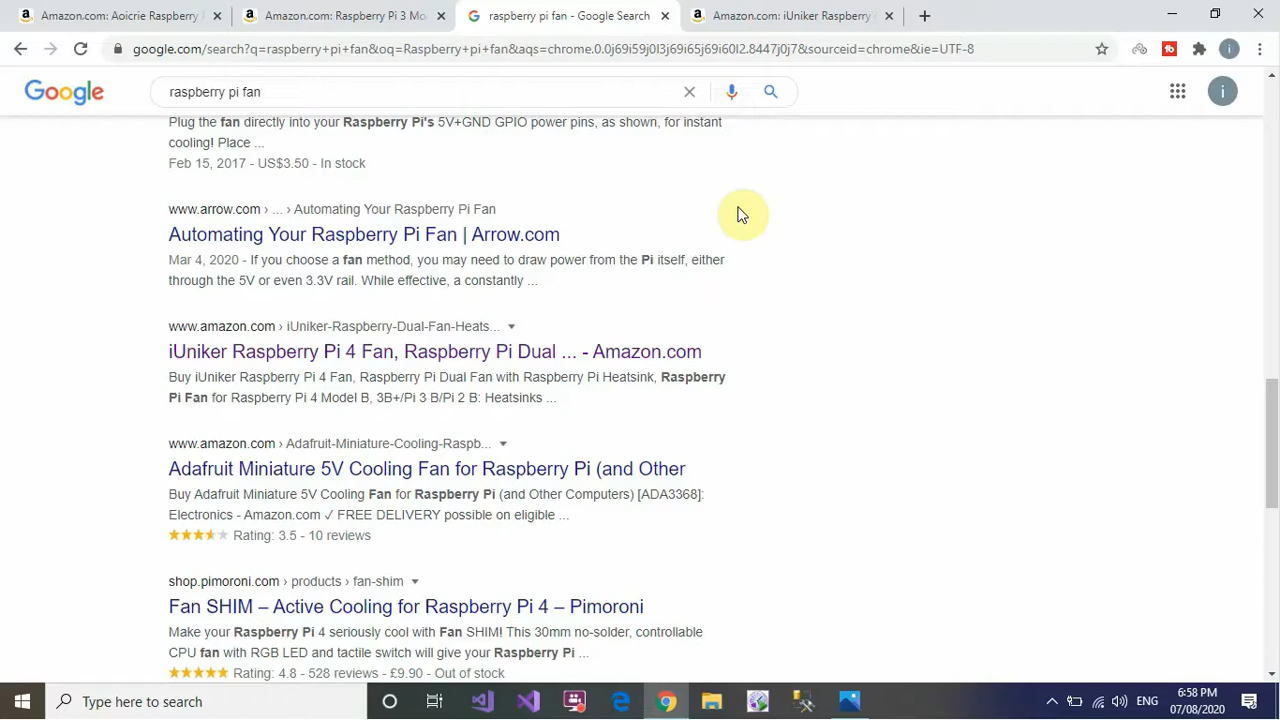 Amazon.com: Aoicrie Raspberry
Amazon.com: Raspberry Pi 3 Mo
raspberry pi fan - Google Search
Amazon.com: iUniker Raspberry
google.com/search?q=raspberry+pi+fan&oq=Raspberry+pi+fan&aqs=chrome.0.0j69i59j0l3j69i65j69i60l2.8447j0j7&sourceid=chrome&ie=UTF-8
Google
raspberry pi fan
i
i
Plug the fan directly into your Raspberry Pi's 5V+GND GPIO power pins, as shown, for instant
cooling! Place ...
Feb 15, 2017 - US$3.50 - In stock
www.arrow.com › ... › Automating Your Raspberry Pi Fan
Automating Your Raspberry Pi Fan | Arrow.com
Mar 4, 2020 - If you choose a fan method, you may need to draw power from the Pi itself, either
through the 5V or even 3.3V rail. While effective, a constantly ...
www.amazon.com › iUniker-Raspberry-Dual-Fan-Heats...
iUniker Raspberry Pi 4 Fan, Raspberry Pi Dual ... - Amazon.com
Buy iUniker Raspberry Pi 4 Fan, Raspberry Pi Dual Fan with Raspberry Pi Heatsink, Raspberry
Pi Fan for Raspberry Pi 4 Model B, 3B+/Pi 3 B/Pi 2 B: Heatsinks ...
www.amazon.com › Adafruit-Miniature-Cooling-Raspb...
Adafruit Miniature 5V Cooling Fan for Raspberry Pi (and Other
Buy Adafruit Miniature 5V Cooling Fan for Raspberry Pi (and Other Computers) [ADA3368]:
Electronics - Amazon.com ✓ FREE DELIVERY possible on eligible ...
Rating: 3.5 - 10 reviews
shop.pimoroni.com › products › fan-shim
Fan SHIM – Active Cooling for Raspberry Pi 4 – Pimoroni
Make your Raspberry Pi 4 seriously cool with Fan SHIM! This 30mm no-solder, controllable
CPU fan with RGB LED and tactile switch will give your Raspberry Pi ...
Rating: 4.8 - 528 reviews - £9.90 - Out of stock
Type here to search
ENG
6:58 PM
07/08/2020